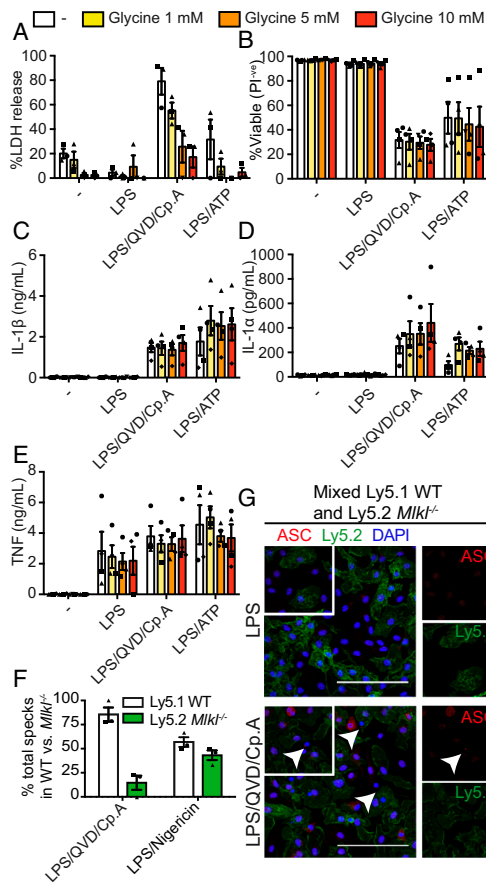 - Glycine 1 mM Glycine 5 mM Glycine 10 mM
A
%LDH release
100
80
60
40
20
0
-
LPS
LPS/QVD/Cp.A
LPS/ATP
B
%Viable (PI-ve)
100
80
60
40
20
0
-
LPS
LPS/QVD/Cp.A
LPS/ATP
C
IL-1β (ng/mL)
6
4
2
0
-
LPS
LPS/QVD/Cp.A
LPS/ATP
D
IL-1α (pg/mL)
1000
800
600
400
200
0
-
LPS
LPS/QVD/Cp.A
LPS/ATP
E
TNF (ng/mL)
8
6
4
2
0
-
LPS
LPS/QVD/Cp.A
LPS/ATP
F
% total specks
in WT vs. Mlkl-/-
100
75
50
25
0
Ly5.1 WT
Ly5.2 Mlkl-/-
LPS/QVD/Cp.A
LPS/Nigericin
G
Mixed Ly5.1 WT
and Ly5.2 Mlkl-/-
ASC Ly5.2 DAPI
LPS
LPS/QVD/Cp.A
ASC
Ly5.
ASC
Ly5.